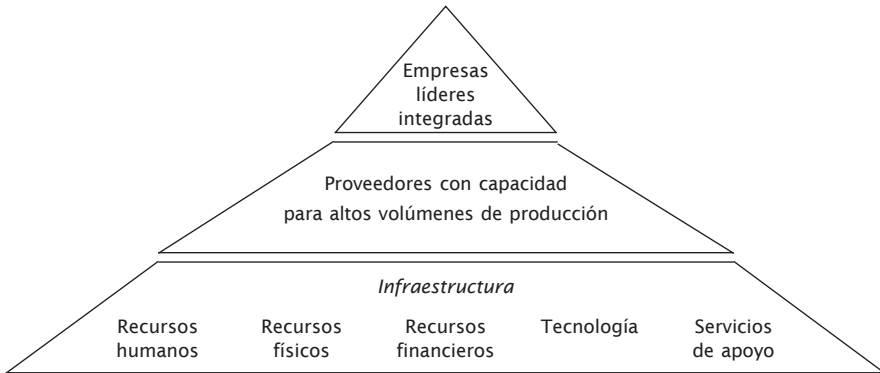 Empresas
líderes
integradas
Proveedores con capacidad
para altos volúmenes de producción
Infraestructura
Recursos humanos
Recursos físicos
Recursos financieros
Tecnología
Servicios de apoyo